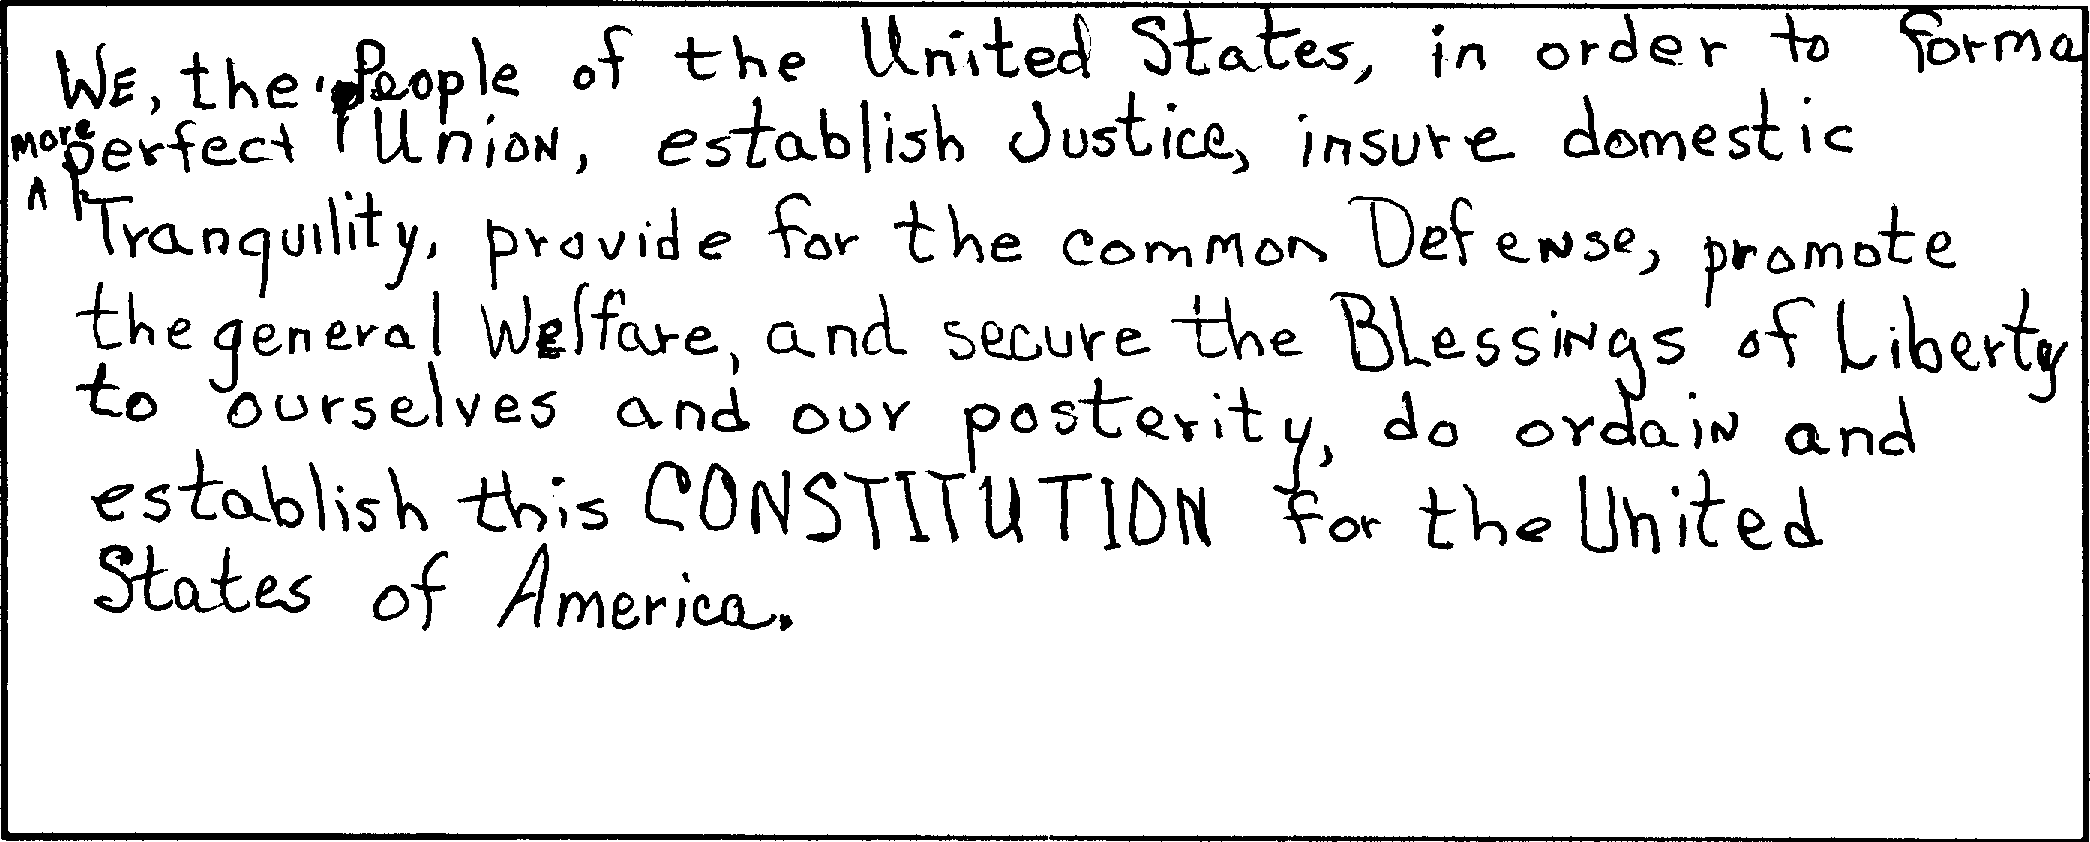 WE, the People of the United States, in order to form a
more perfect Union, establish Justice, insure domestic
Tranquility, provide for the common Defense, promote
the general Welfare, and secure the Blessings of Liberty
to ourselves and our posterity, do ordain and
establish this CONSTITUTION for the United
States of America.